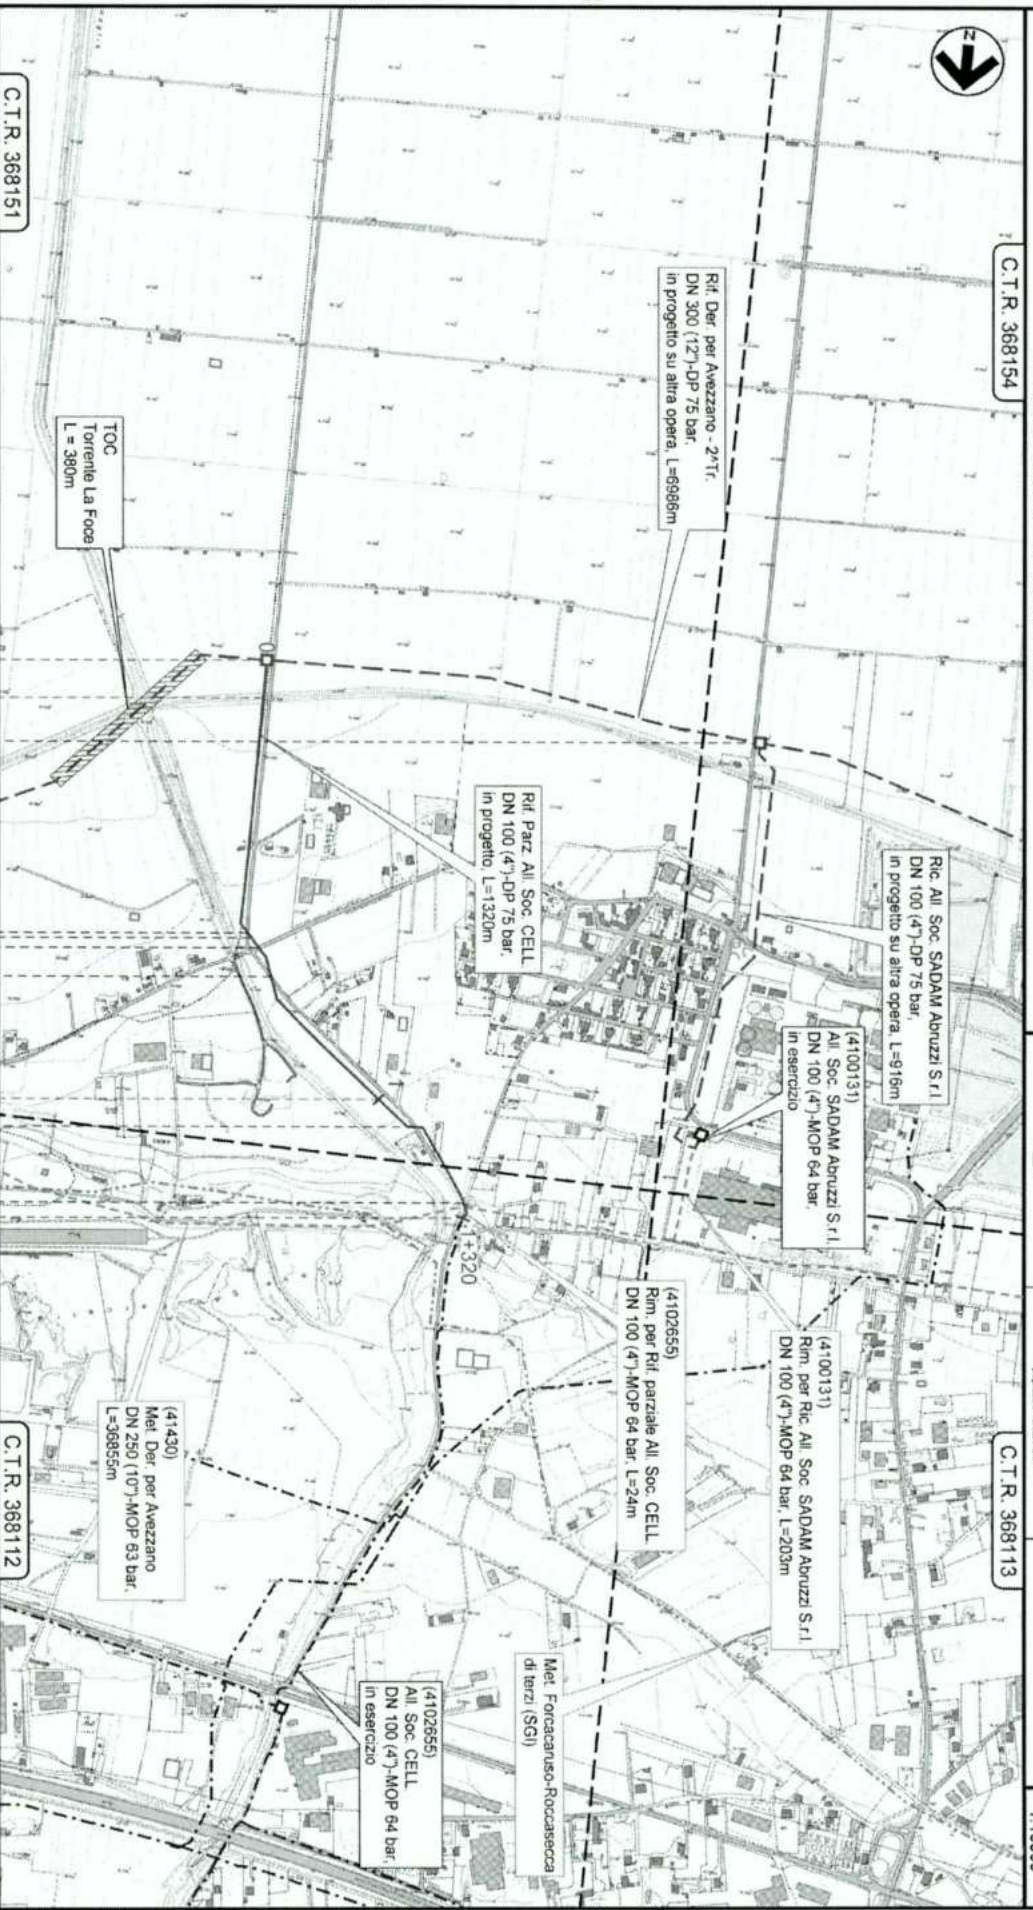 N
C.T.R. 368154
C.T.R. 368151
Rif. Der. per Avezzano - 2^Tr.
DN 300 (12")-DP 75 bar,
in progetto su altra opera, L=6986m
TOC
Torrente La Foce
L = 380m
Ric. All. Soc. SADAM Abruzzi S.r.l.
DN 100 (4")-DP 75 bar,
in progetto su altra opera, L=916m
Rif. Parz. All. Soc. CELL
DN 100 (4")-DP 75 bar,
in progetto, L=1320m
(4100131)
All. Soc. SADAM Abruzzi S.r.l.
DN 100 (4")-MOP 64 bar,
in esercizio
1+320
(4100131)
Rim. per Ric. All. Soc. SADAM Abruzzi S.r.l.
DN 100 (4")-MOP 64 bar, L=203m
(4102655)
Rim. per Rif. parziale All. Soc. CELL
DN 100 (4")-MOP 64 bar, L=24m
C.T.R. 368113
(41430)
Met. Der. per Avezzano
DN 250 (10")-MOP 63 bar,
L=36855m
C.T.R. 368112
Met. Forcacaruso-Roccasecca
di terzi (SGI)
(4102655)
All. Soc. CELL
DN 100 (4")-MOP 64 bar,
in esercizio